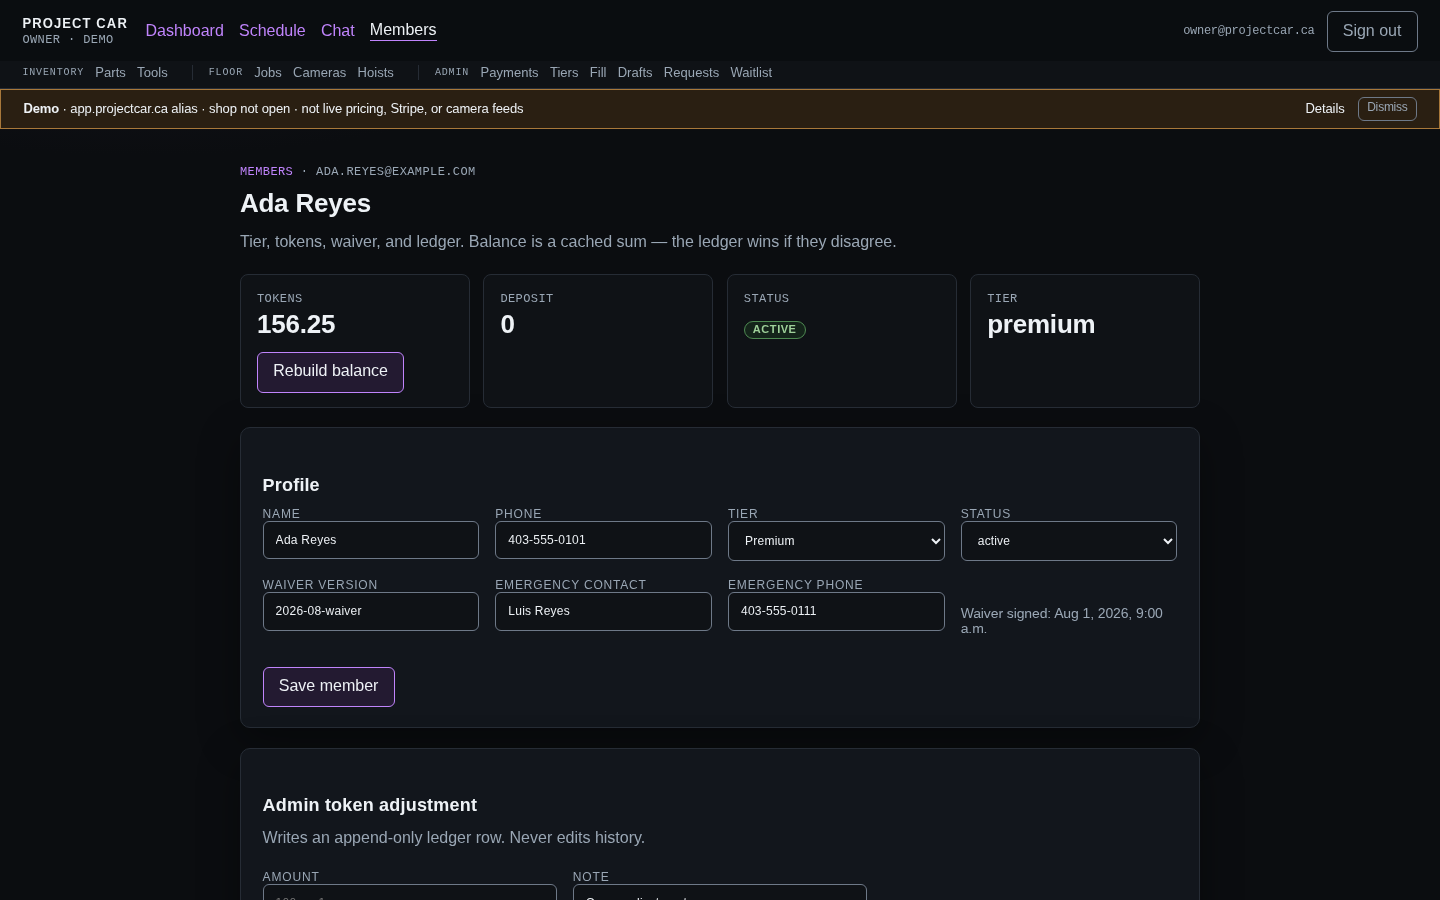 PROJECT CAR
OWNER · DEMO
Dashboard Schedule Chat Members
owner@projectcar.ca Sign out
INVENTORY Parts Tools FLOOR Jobs Cameras Hoists ADMIN Payments Tiers Fill Drafts Requests Waitlist
Demo · app.projectcar.ca alias · shop not open · not live pricing, Stripe, or camera feeds
Details Dismiss
MEMBERS · ADA.REYES@EXAMPLE.COM
Ada Reyes
Tier, tokens, waiver, and ledger. Balance is a cached sum — the ledger wins if they disagree.
TOKENS
156.25
Rebuild balance
DEPOSIT
0
STATUS
ACTIVE
TIER
premium
Profile
NAME PHONE TIER STATUS
Ada Reyes 403-555-0101 Premium active
WAIVER VERSION EMERGENCY CONTACT EMERGENCY PHONE
2026-08-waiver Luis Reyes 403-555-0111
Waiver signed: Aug 1, 2026, 9:00
a.m.
Save member
Admin token adjustment
Writes an append-only ledger row. Never edits history.
AMOUNT NOTE